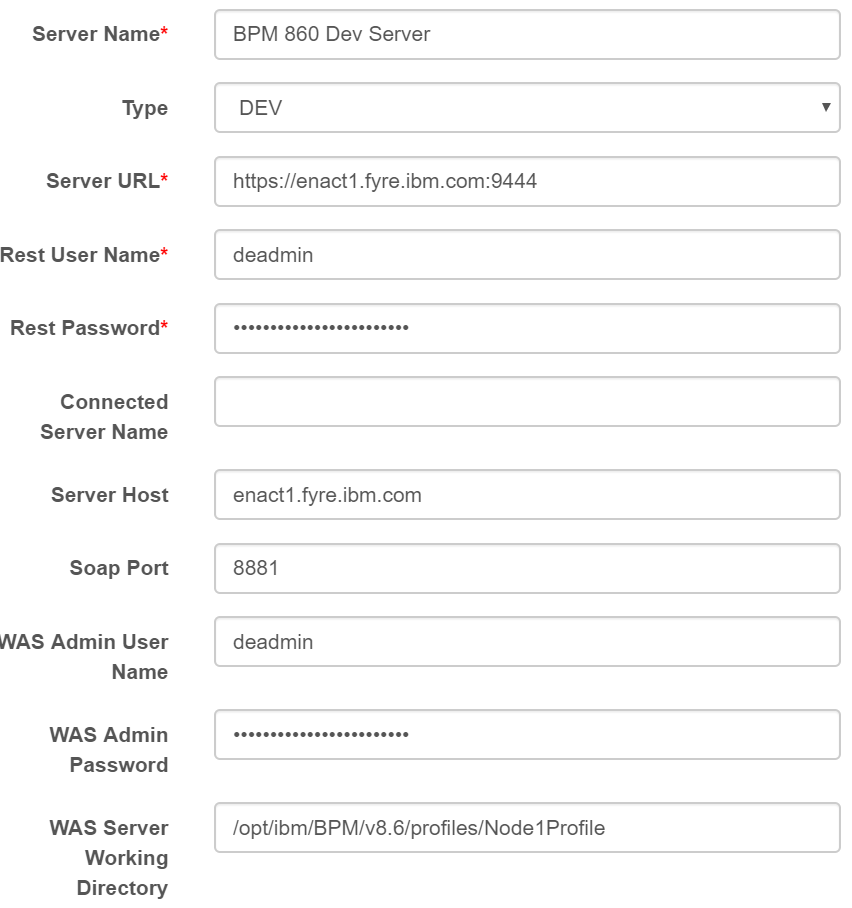 Server Name* BPM 860 Dev Server
Type DEV
Server URL* https://enact1.fyre.ibm.com:9444
Rest User Name* deadmin
Rest Password* ••••••••••••••••••••••••
Connected
Server Name
Server Host enact1.fyre.ibm.com
Soap Port 8881
WAS Admin User deadmin
Name
WAS Admin ••••••••••••••••••••••••
Password
WAS Server /opt/ibm/BPM/v8.6/profiles/Node1Profile
Working
Directory